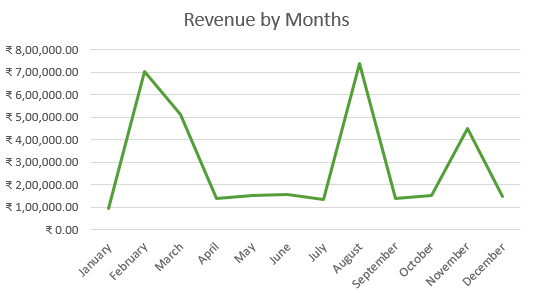 Revenue by Months
₹ 8,00,000.00
₹ 7,00,000.00
₹ 6,00,000.00
₹ 5,00,000.00
₹ 4,00,000.00
₹ 3,00,000.00
₹ 2,00,000.00
₹ 1,00,000.00
₹ 0.00
January
February
March
April
May
June
July
August
September
October
November
December